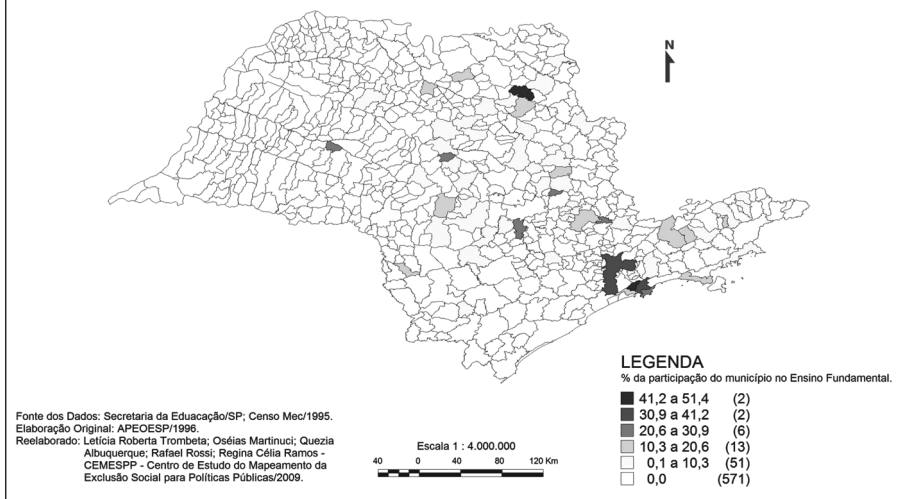 N
LEGENDA
% da participação do município no Ensino Fundamental.
41,2 a 51,4 (2)
30,9 a 41,2 (2)
20,6 a 30,9 (6)
10,3 a 20,6 (13)
0,1 a 10,3 (51)
0,0 (571)
Fonte dos Dados: Secretaria da Eduacação/SP; Censo Mec/1995.
Elaboração Original: APEOESP/1996.
Reelaborado: Letícia Roberta Trombeta; Oséias Martinuci; Quezia
Albuquerque; Rafael Rossi; Regina Célia Ramos -
CEMESPP - Centro de Estudo do Mapeamento da
Exclusão Social para Políticas Públicas/2009.
Escala 1 : 4.000.000
40 0 40 80 120 Km